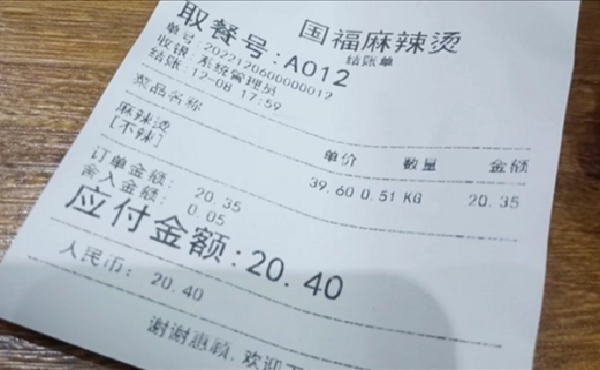 国福麻辣烫
结账单
取餐号:A012
单号:2022120600000012
收银:系统管理员
结账:12-08 17:59
菜品名称 单价 数量 金额
麻辣烫 39.60 0.51 KG 20.35
[不辣]
订单金额: 20.35
舍入金额: 0.05
应付金额:20.40
人民币: 20.40
谢谢惠顾,欢迎